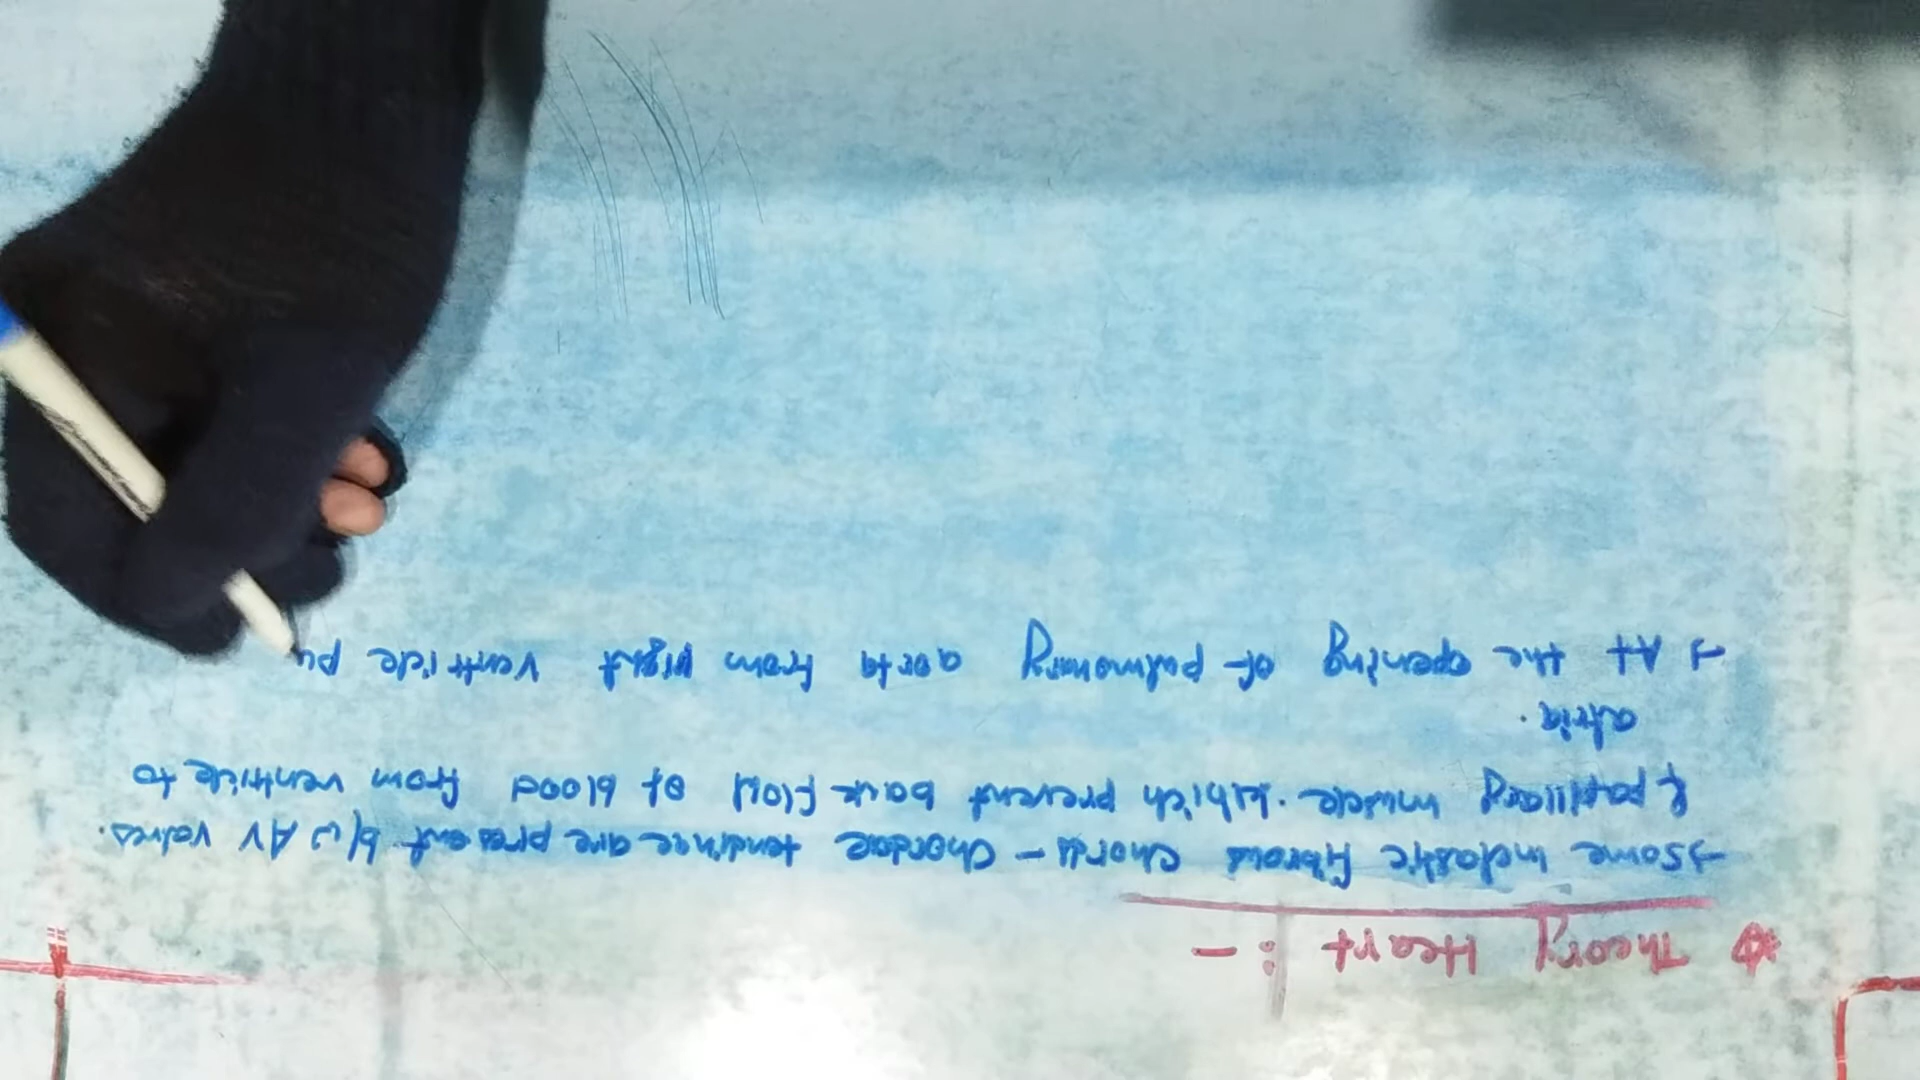 Theory Heart :-
→ Some inelastic fibrous chords - chordae tendinae are present b/w AV valves.
& papillary muscle. which prevent back flow of blood from ventricle to
atria.
→ At the opening of pulmonary aorta from right ventricle pu